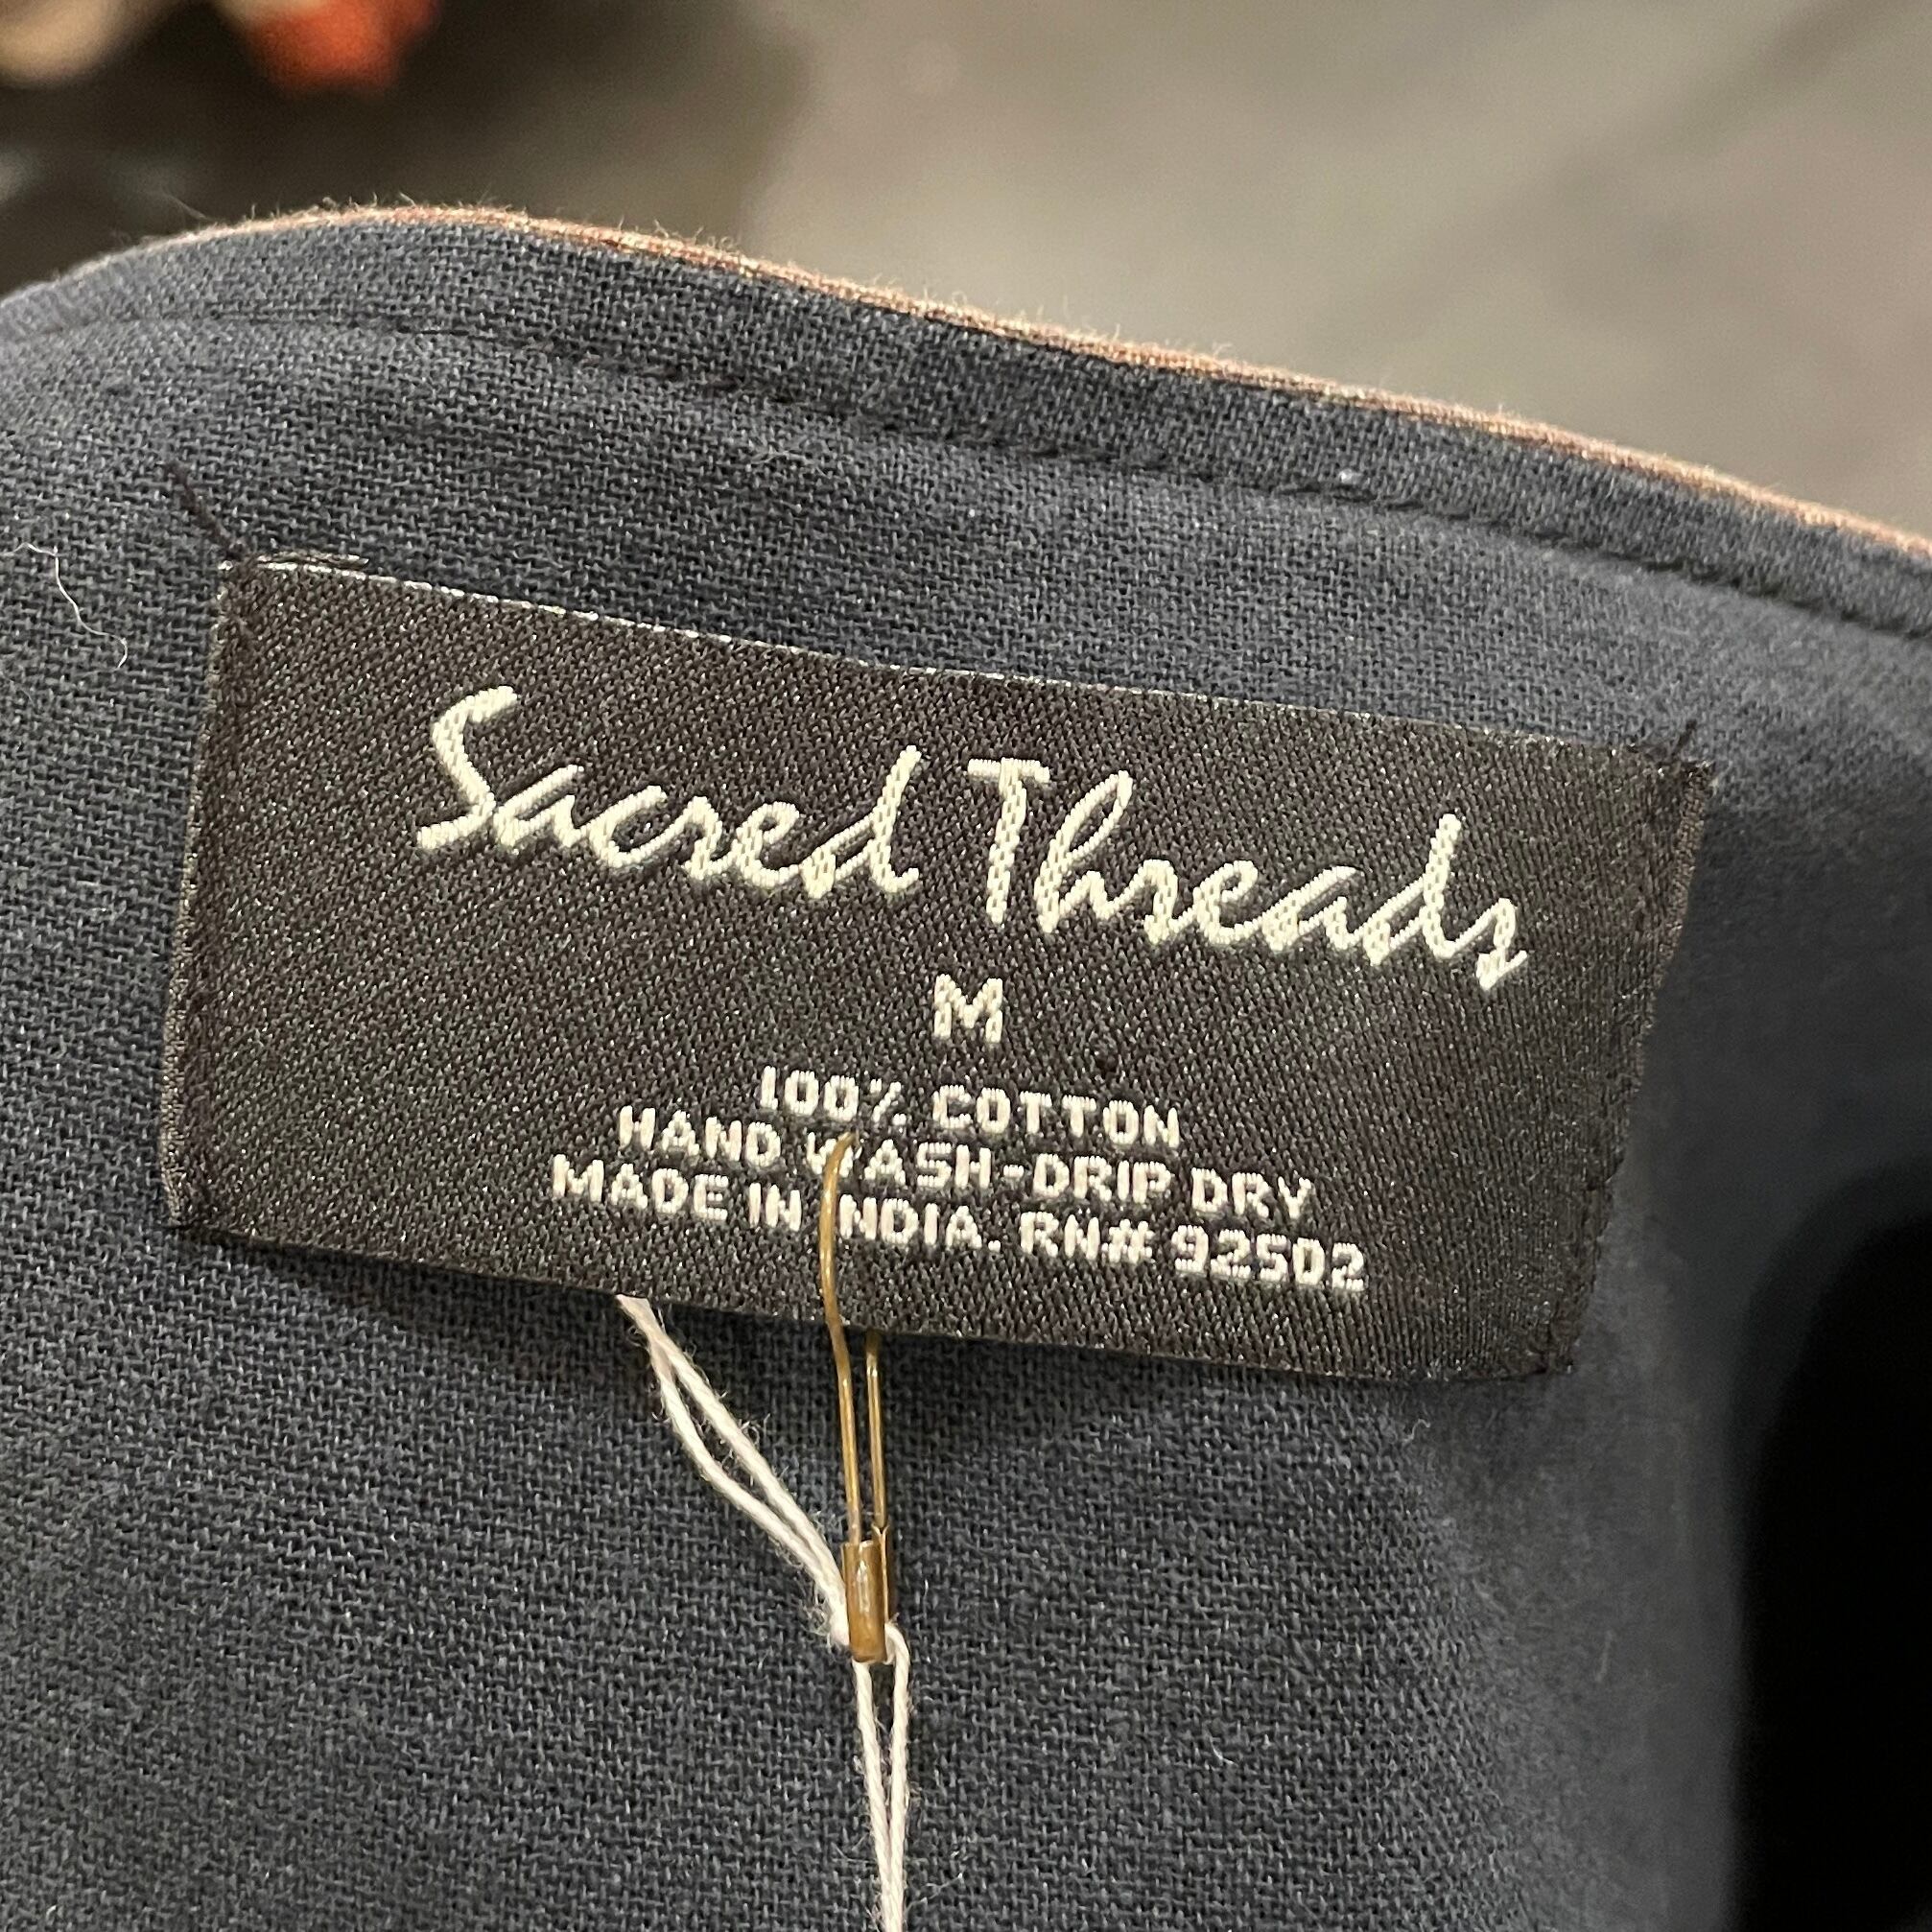 Sacred Threads
M
100% COTTON
HAND WASH-DRIP DRY
MADE IN INDIA. RN# 92502